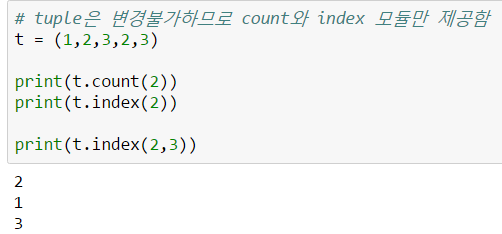 # tuple은 변경불가하므로 count와 index 모듈만 제공함
t = (1,2,3,2,3)
print(t.count(2))
print(t.index(2))
print(t.index(2,3))
2
1
3